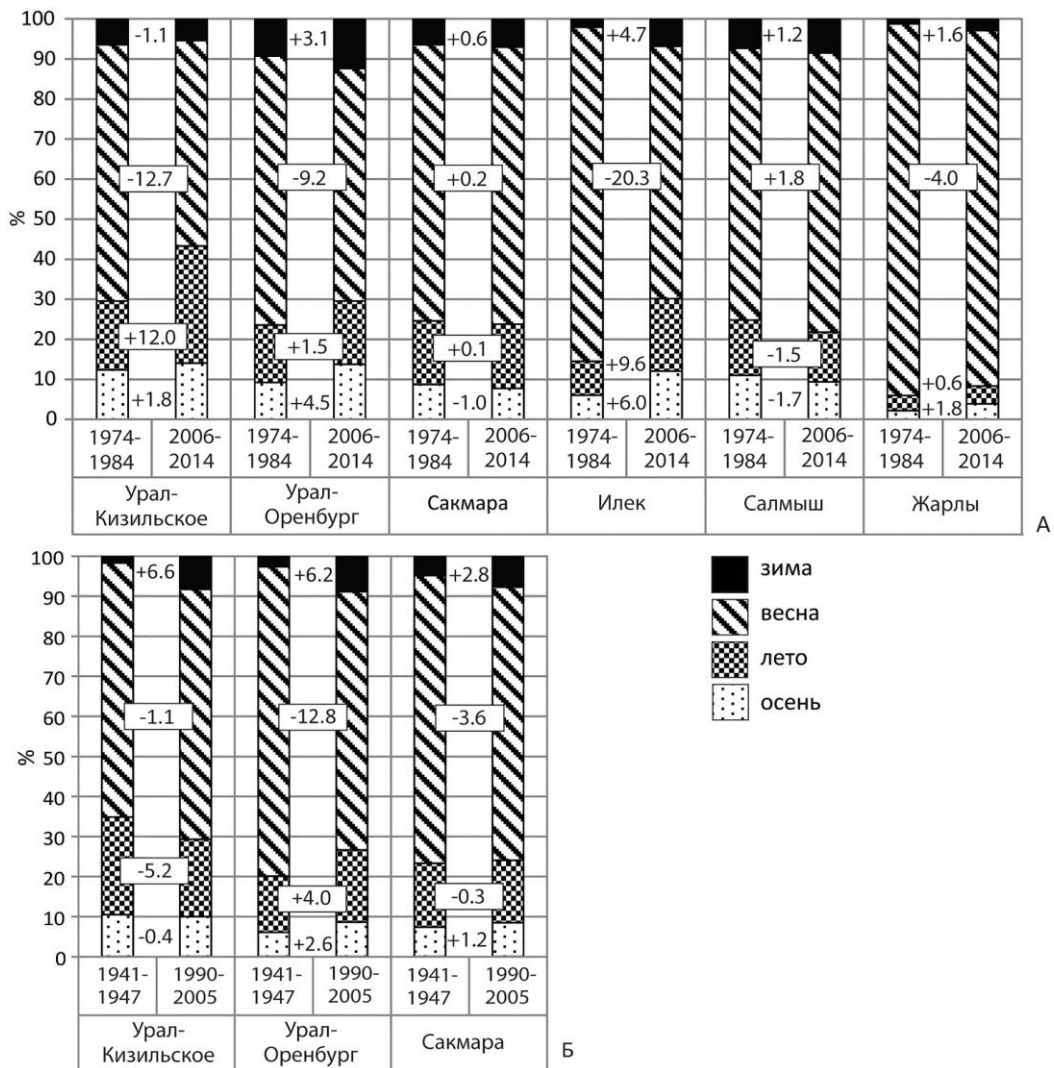 100
90
80
70
60
50
40
30
20
10
0
%
-1.1 +3.1 +0.6 +4.7 +1.2 +1.6
-12.7 -9.2 +0.2 -20.3 +1.8 -4.0
+12.0 +1.5 +0.1 +9.6 -1.5 +0.6
+1.8 +4.5 -1.0 +6.0 -1.7 +1.8
1974- 2006- 1974- 2006- 1974- 2006- 1974- 2006- 1974- 2006- 1974- 2006-
1984 2014 1984 2014 1984 2014 1984 2014 1984 2014 1984 2014
Урал- Урал- Сакмара Илек Салмыш Жарлы
Кизильское Оренбург
А
100
90
80
70
60
50
40
30
20
10
0
%
+6.6 +6.2 +2.8
-1.1 -12.8 -3.6
-5.2 +4.0 -0.3
-0.4 +2.6 +1.2
1941- 1990- 1941- 1990- 1941- 1990-
1947 2005 1947 2005 1947 2005
Урал- Урал- Сакмара
Кизильское Оренбург
Б
зима
весна
лето
осень